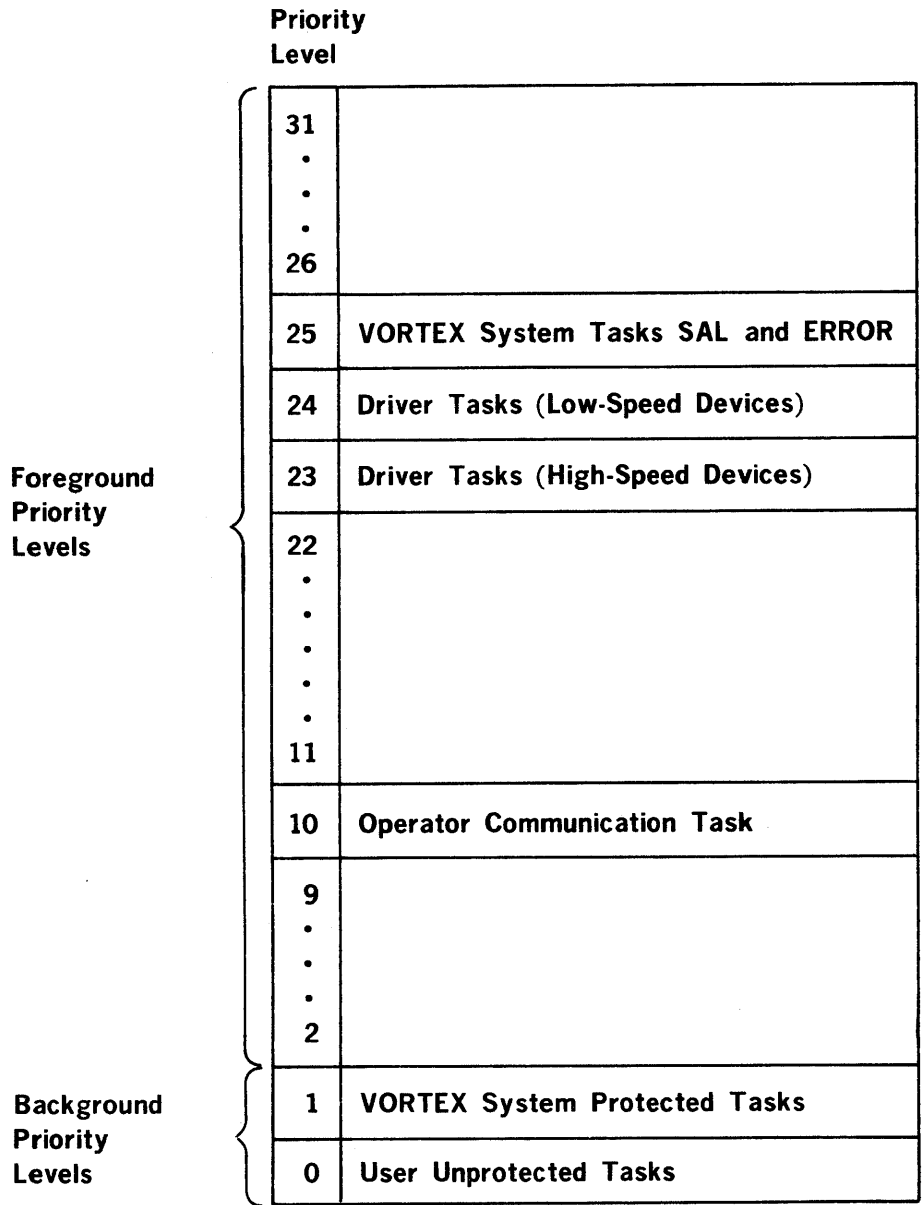 Priority
Level
31
•
•
•
26
25 VORTEX System Tasks SAL and ERROR
24 Driver Tasks (Low-Speed Devices)
Foreground
Priority
Levels
23 Driver Tasks (High-Speed Devices)
22
•
•
•
•
•
11
10 Operator Communication Task
9
•
•
•
2
Background
Priority
Levels
1 VORTEX System Protected Tasks
0 User Unprotected Tasks